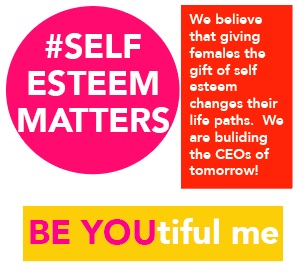 #SELF
ESTEEM
MATTERS
We believe
that giving
females the
gift of self
esteem
changes their
life paths.  We
are buliding
the CEOs of
tomorrow!
BE YOUtiful me